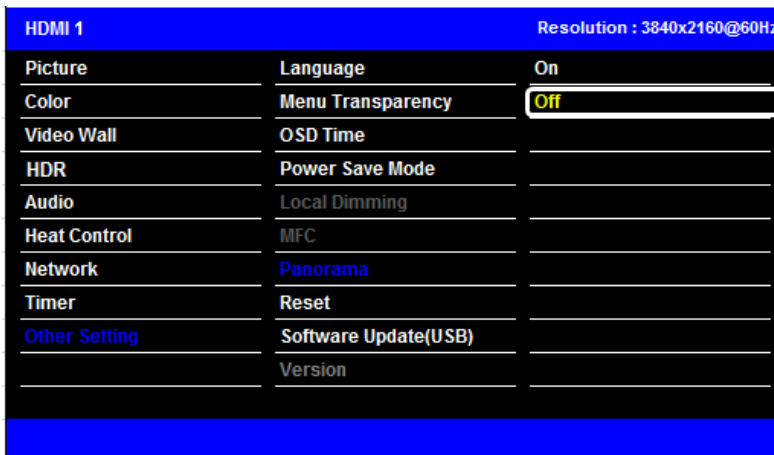 HDMI 1 Resolution : 3840x2160@60Hz
Picture Language On
Color Menu Transparency Off
Video Wall OSD Time
HDR Power Save Mode
Audio Local Dimming
Heat Control MFC
Network Panorama
Timer Reset
Other Setting Software Update(USB)
Version